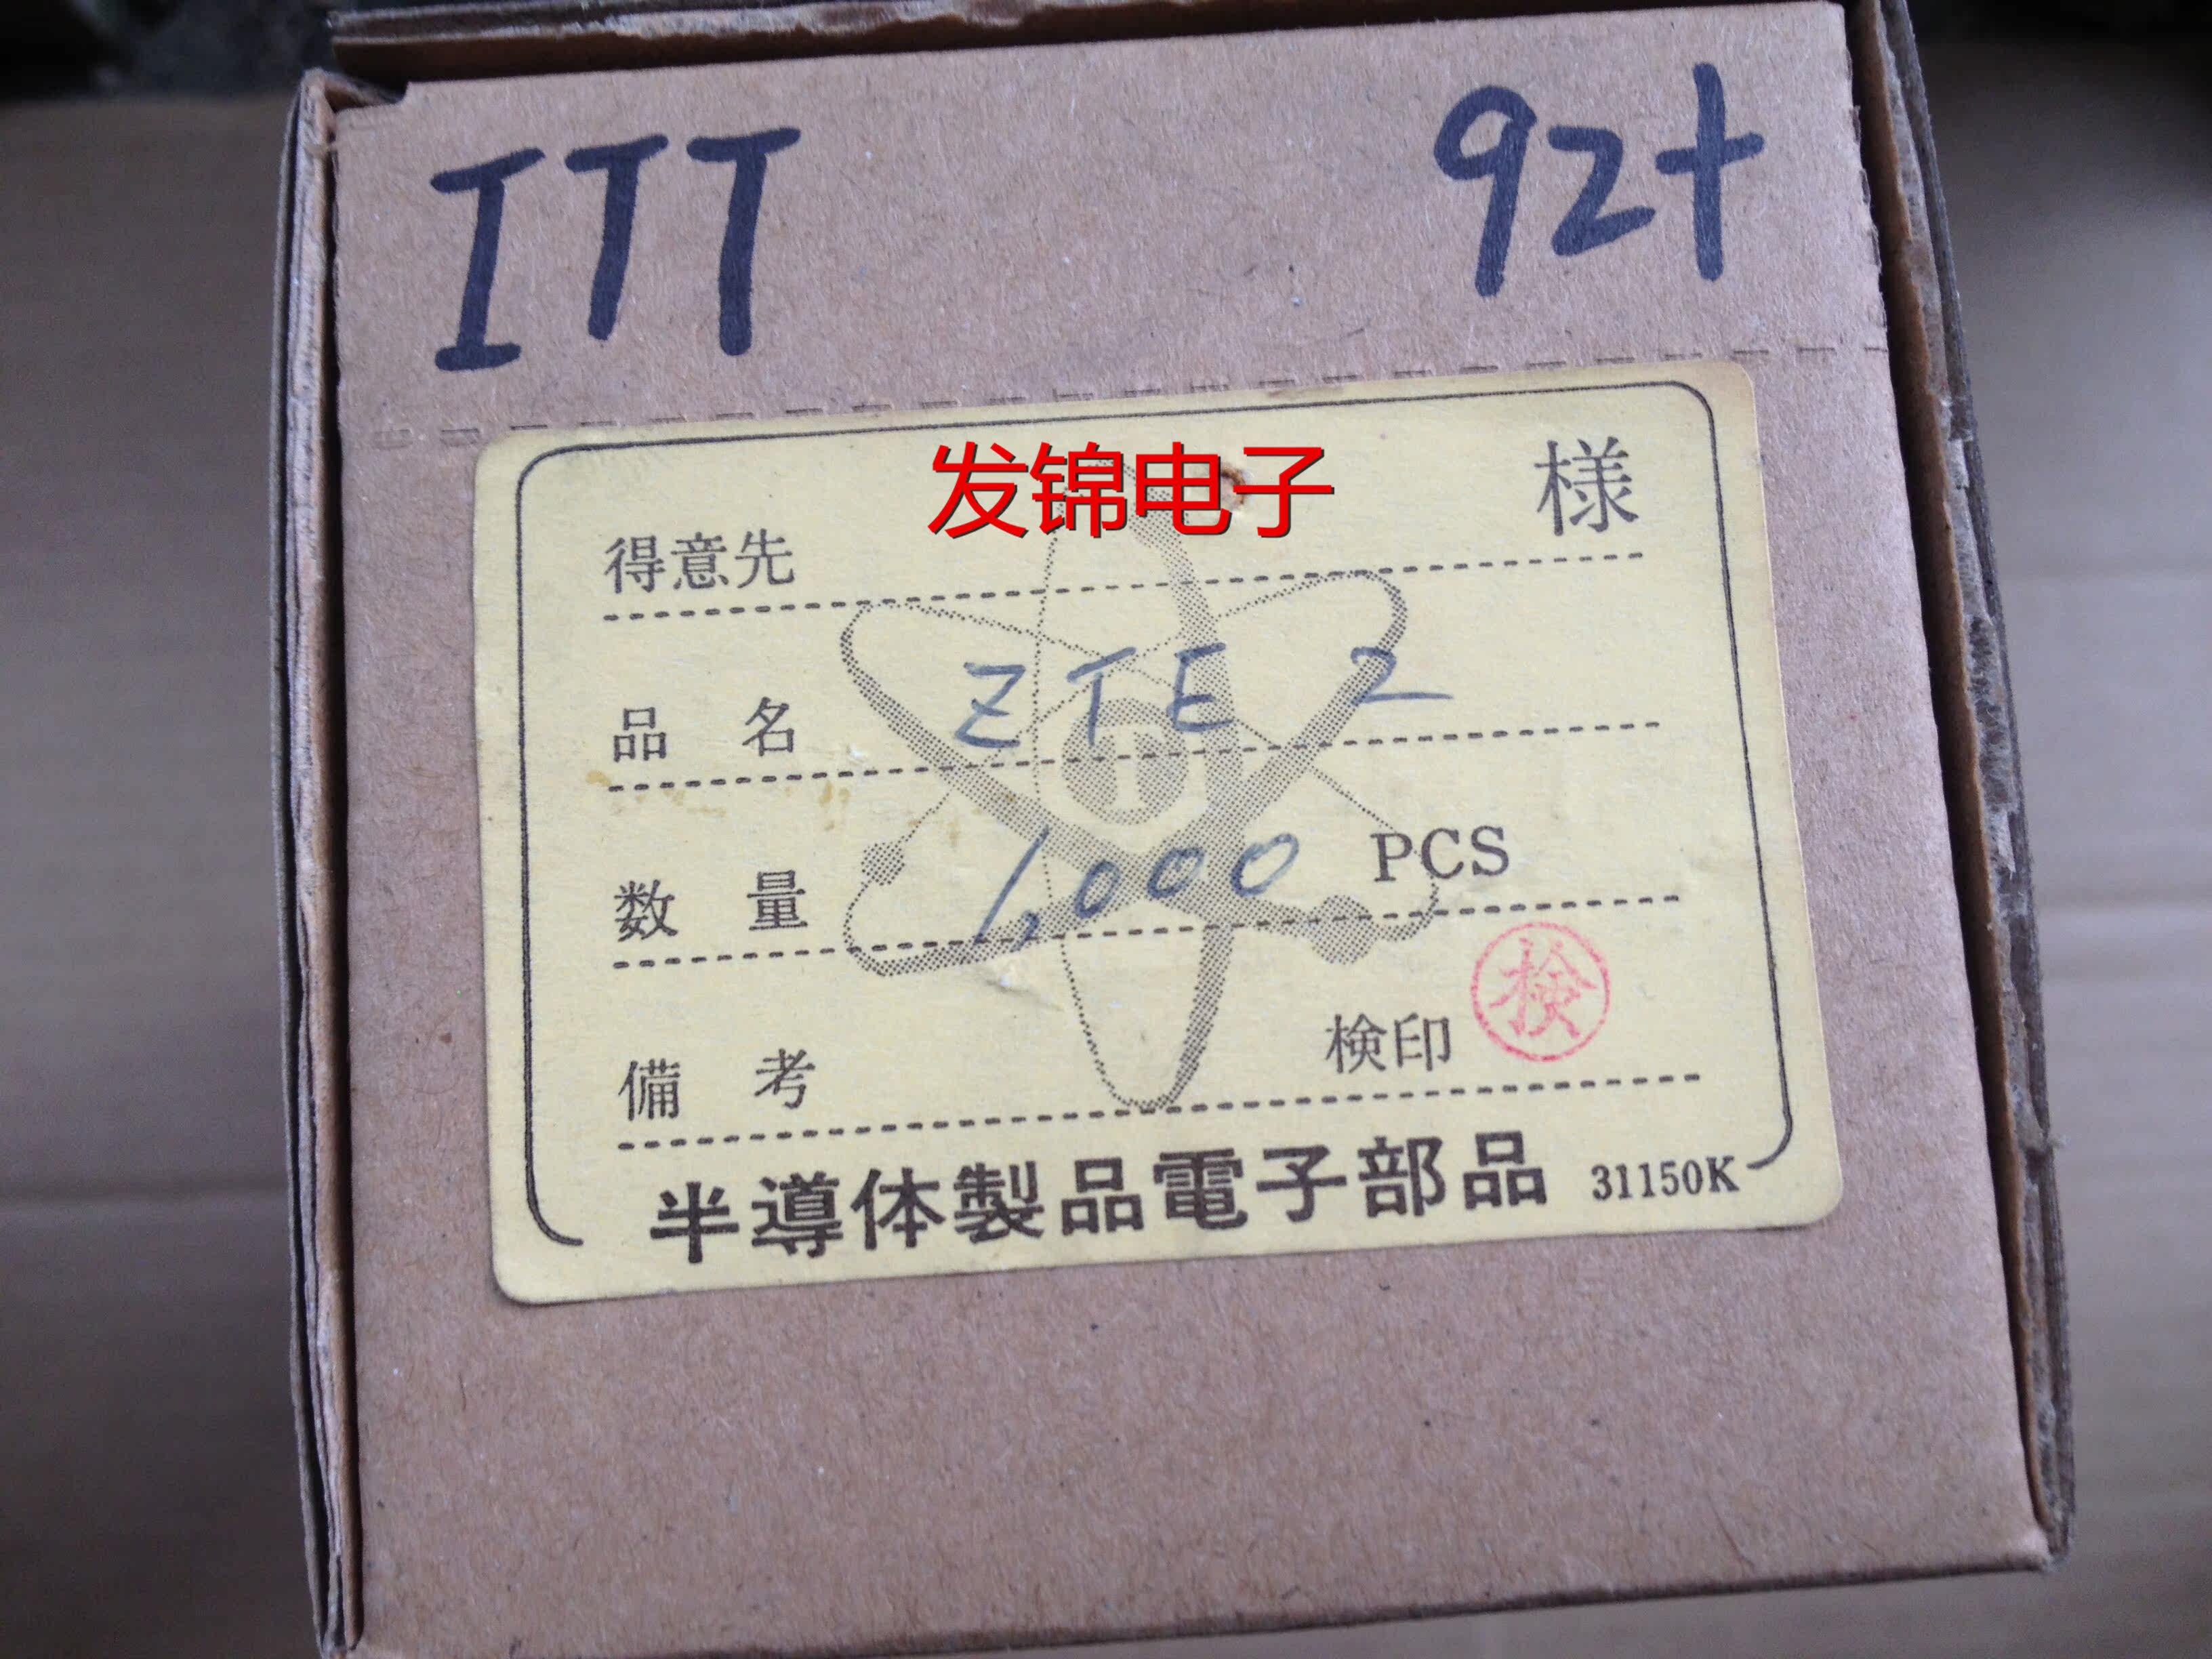 ITT 92+
发锦电子
得意先 様
品名 ZTE 2
数量 1,000 PCS
備考 検印 検
半導体製品電子部品 31150K